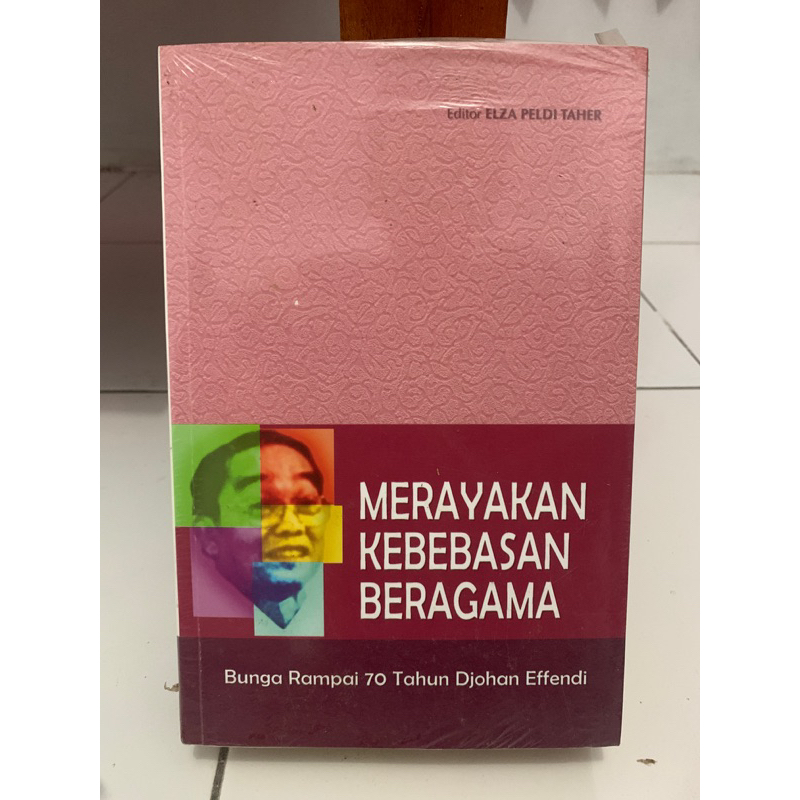 Editor ELZA PELDI TAHER
MERAYAKAN
KEBEBASAN
BERAGAMA
Bunga Rampai 70 Tahun Djohan Effendi